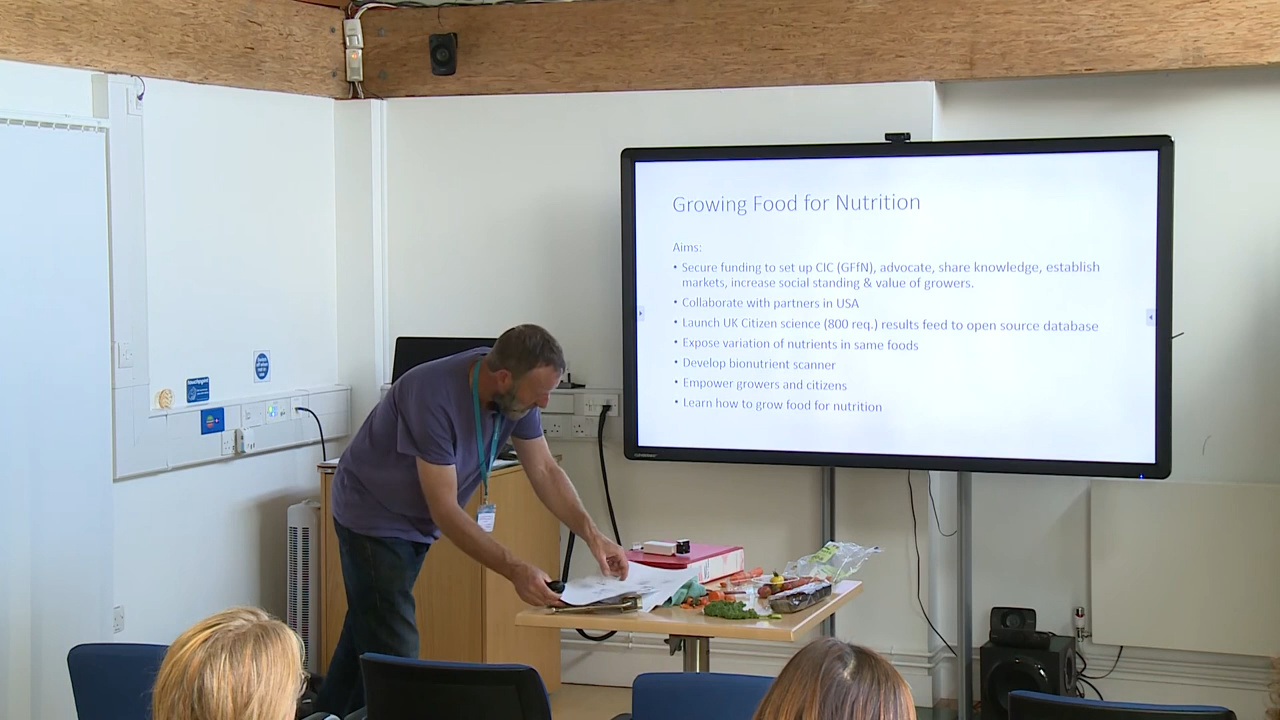 Growing Food for Nutrition
Aims:
• Secure funding to set up CIC (GFfN), advocate, share knowledge, establish
markets, increase social standing & value of growers.
• Collaborate with partners in USA
• Launch UK Citizen science (800 req.) results feed to open source database
• Expose variation of nutrients in same foods
• Develop bionutrient scanner
• Empower growers and citizens
• Learn how to grow food for nutrition